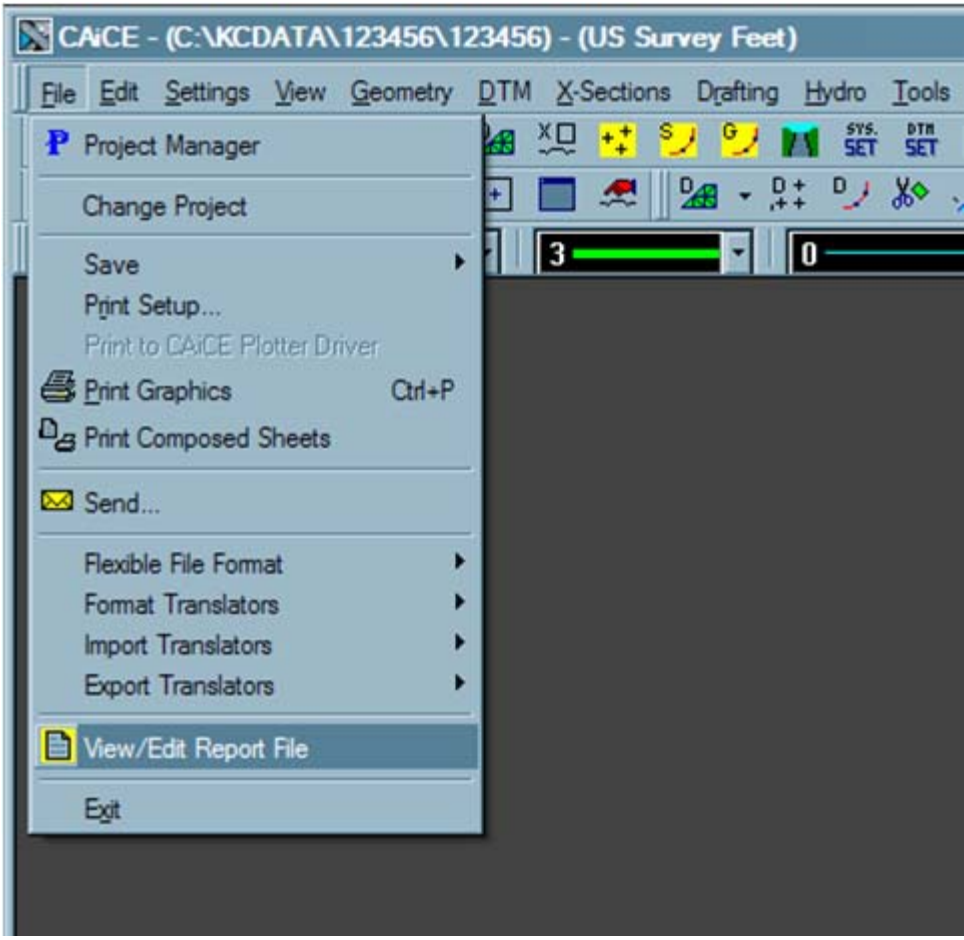 CAiCE - (C:\KCDATA\123456\123456) - (US Survey Feet)
File Edit Settings View Geometry DTM X-Sections Drafting Hydro Tools
P Project Manager
X S G SYS. SET DTM SET
Change Project
D D D
Save
3 0
Print Setup...
Print to CAiCE Plotter Driver
Print Graphics Ctrl+P
Print Composed Sheets
Send...
Flexible File Format
Format Translators
Import Translators
Export Translators
View/Edit Report File
Exit